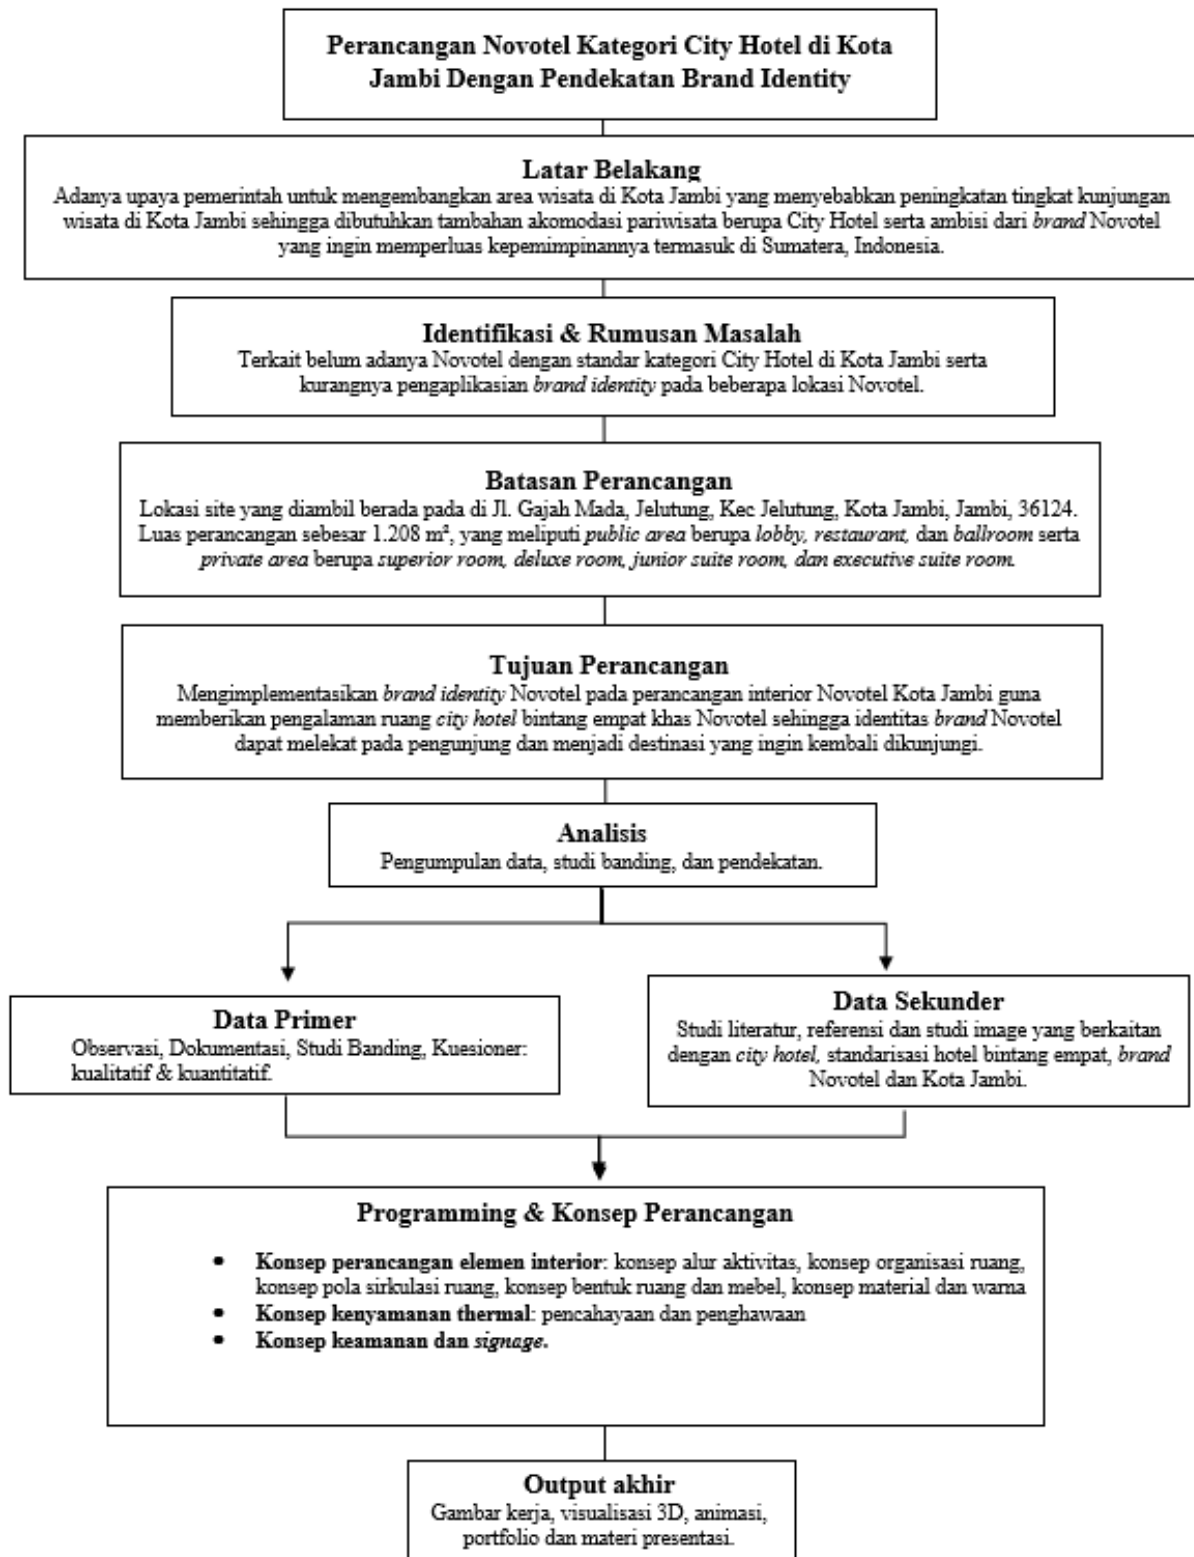 Perancangan Novotel Kategori City Hotel di Kota
Jambi Dengan Pendekatan Brand Identity
Latar Belakang
Adanya upaya pemerintah untuk mengembangkan area wisata di Kota Jambi yang menyebabkan peningkatan tingkat kunjungan
wisata di Kota Jambi sehingga dibutuhkan tambahan akomodasi pariwisata berupa City Hotel serta ambisi dari brand Novotel
yang ingin memperluas kepemimpinannya termasuk di Sumatera, Indonesia.
Identifikasi & Rumusan Masalah
Terkait belum adanya Novotel dengan standar kategori City Hotel di Kota Jambi serta
kurangnya pengaplikasian brand identity pada beberapa lokasi Novotel.
Batasan Perancangan
Lokasi site yang diambil berada pada di Jl. Gajah Mada, Jelutung, Kec Jelutung, Kota Jambi, Jambi, 36124.
Luas perancangan sebesar 1.208 m², yang meliputi public area berupa lobby, restaurant, dan ballroom serta
private area berupa superior room, deluxe room, junior suite room, dan executive suite room.
Tujuan Perancangan
Mengimplementasikan brand identity Novotel pada perancangan interior Novotel Kota Jambi guna
memberikan pengalaman ruang city hotel bintang empat khas Novotel sehingga identitas brand Novotel
dapat melekat pada pengunjung dan menjadi destinasi yang ingin kembali dikunjungi.
Analisis
Pengumpulan data, studi banding, dan pendekatan.
Data Primer
Observasi, Dokumentasi, Studi Banding, Kuesioner:
kualitatif & kuantitatif.
Data Sekunder
Studi literatur, referensi dan studi image yang berkaitan
dengan city hotel, standarisasi hotel bintang empat, brand
Novotel dan Kota Jambi.
Programming & Konsep Perancangan
• Konsep perancangan elemen interior: konsep alur aktivitas, konsep organisasi ruang,
konsep pola sirkulasi ruang, konsep bentuk ruang dan mebel, konsep material dan warna
• Konsep kenyamanan thermal: pencahayaan dan penghawaan
• Konsep keamanan dan signage.
Output akhir
Gambar kerja, visualisasi 3D, animasi,
portfolio dan materi presentasi.